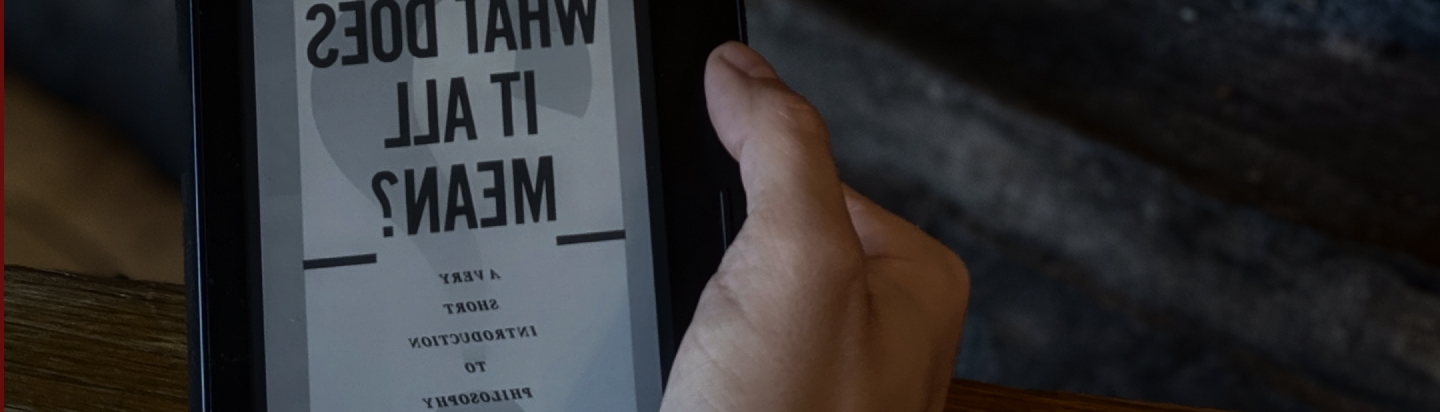 WHAT DOES
IT ALL
MEAN?
A VERY
SHORT
INTRODUCTION
TO
PHILOSOPHY